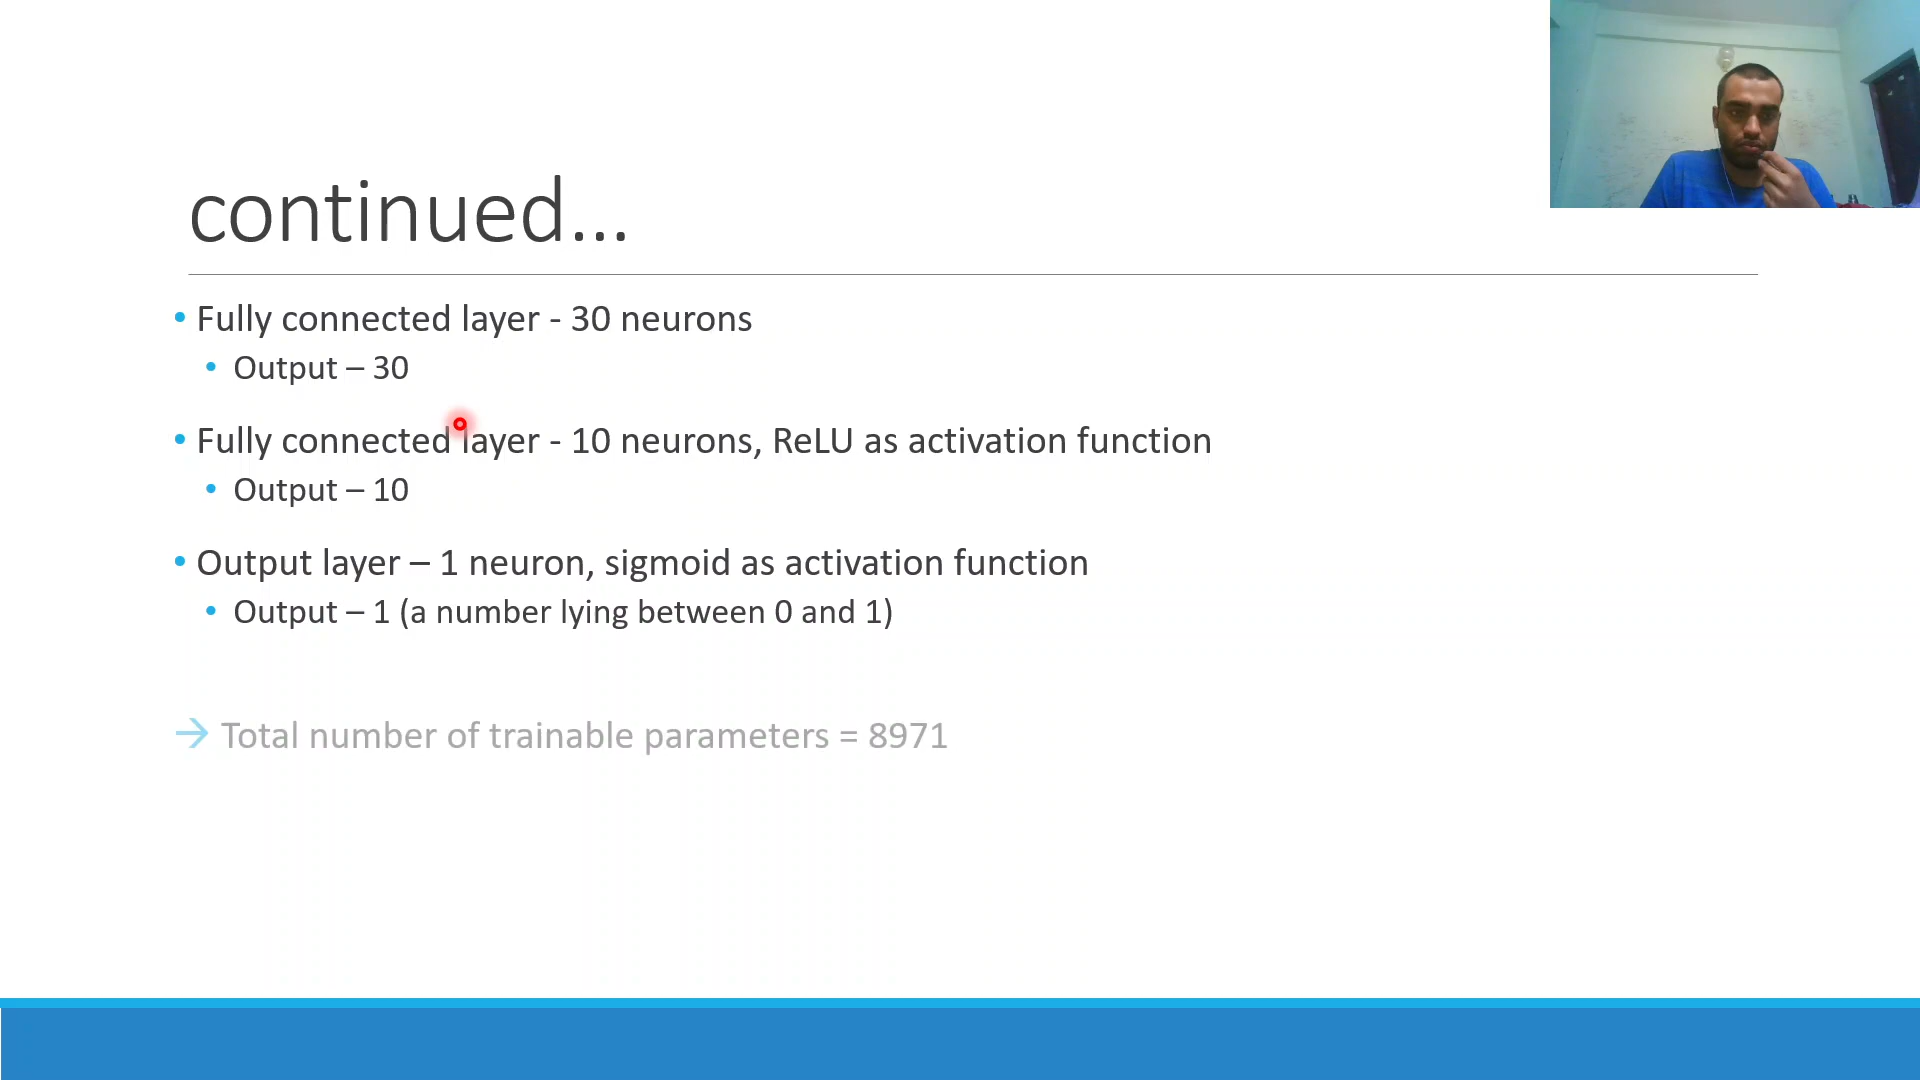 continued...
• Fully connected layer - 30 neurons
• Output – 30
• Fully connected layer - 10 neurons, ReLU as activation function
• Output – 10
• Output layer – 1 neuron, sigmoid as activation function
• Output – 1 (a number lying between 0 and 1)
→ Total number of trainable parameters = 8971